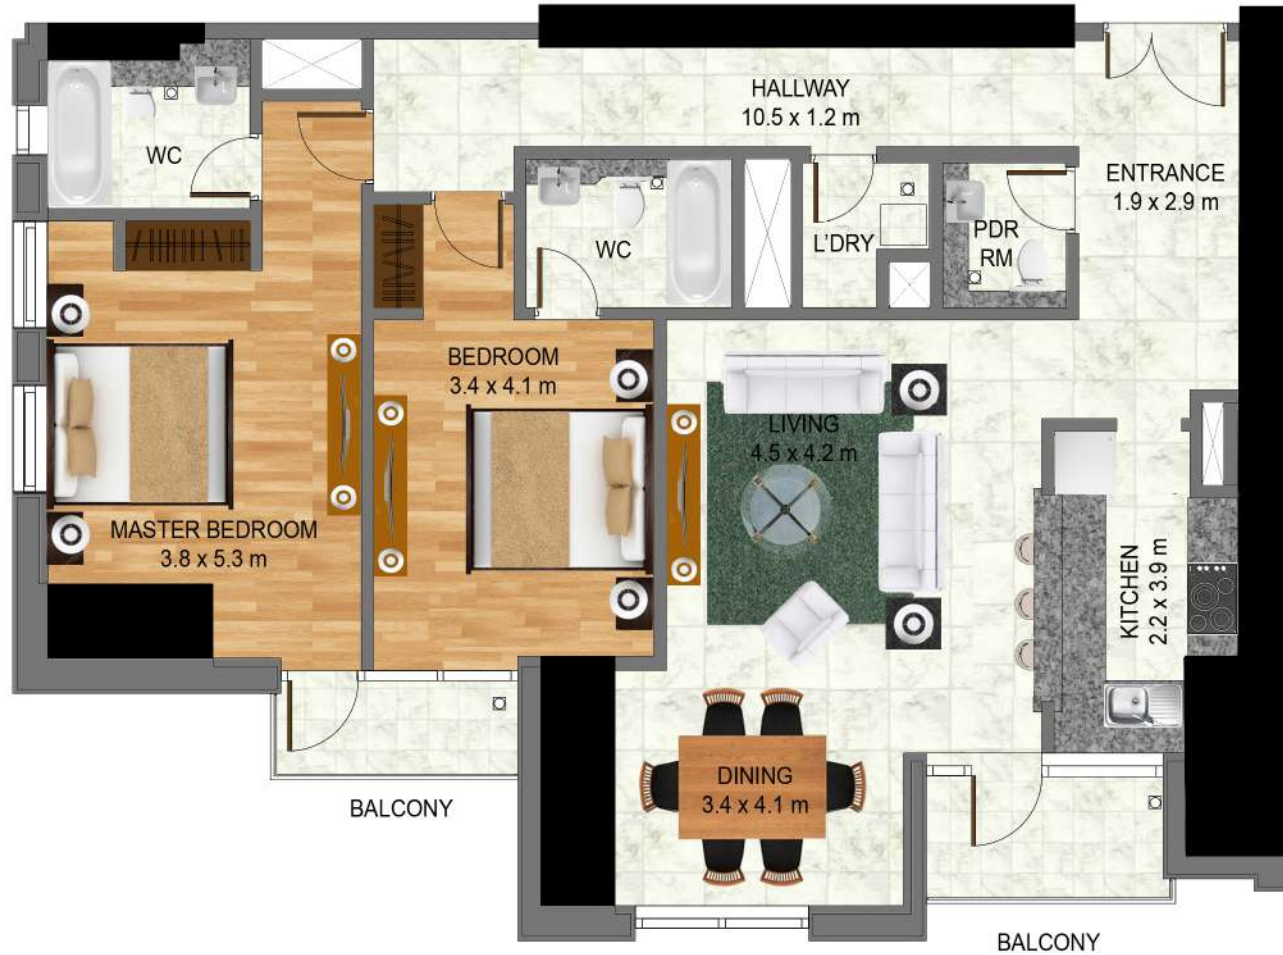 HALLWAY
10.5 x 1.2 m
WC
ENTRANCE
1.9 x 2.9 m
WC
L'DRY
PDR
RM
BEDROOM
3.4 x 4.1 m
LIVING
4.5 x 4.2 m
MASTER BEDROOM
3.8 x 5.3 m
KITCHEN
2.2 x 3.9 m
DINING
3.4 x 4.1 m
BALCONY
BALCONY